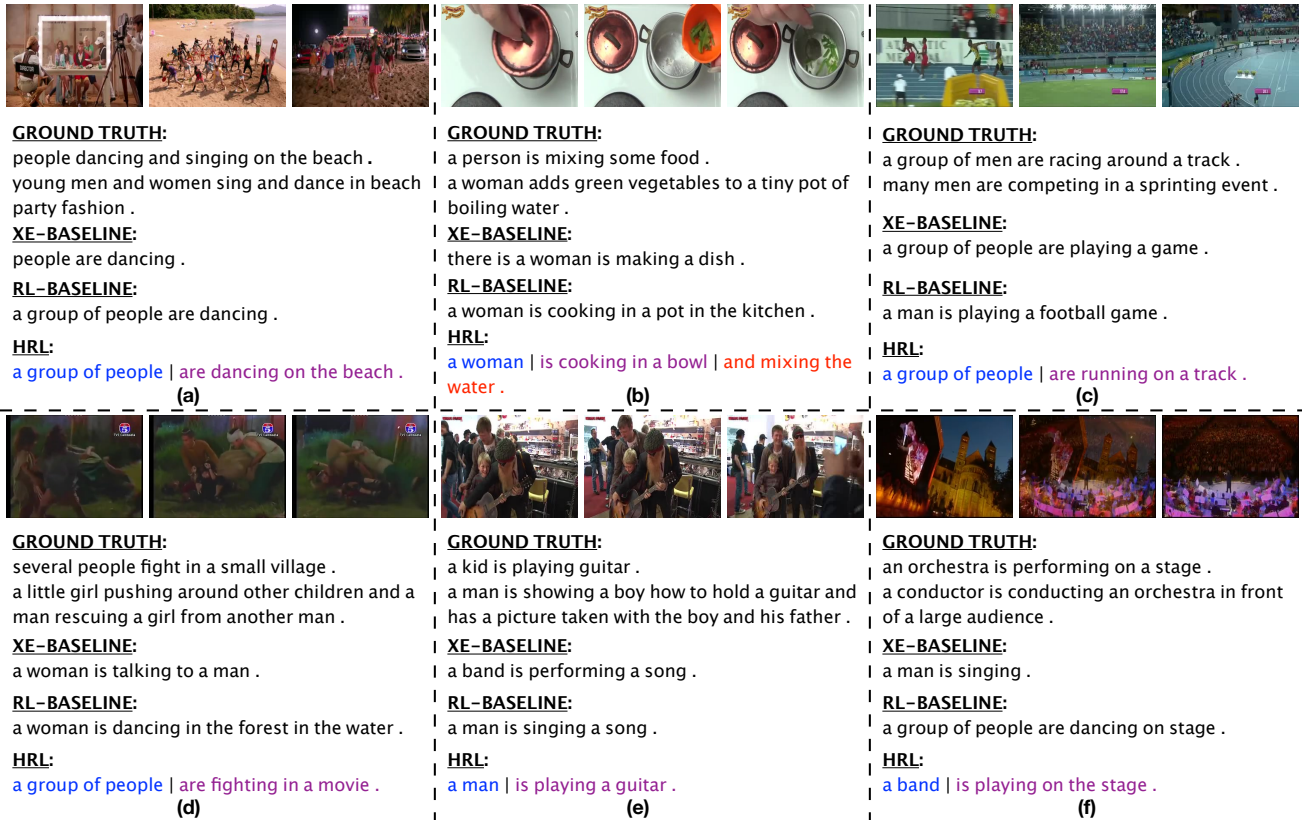 GROUND TRUTH:
people dancing and singing on the beach .
young men and women sing and dance in beach
party fashion .
XE-BASELINE:
people are dancing .
RL-BASELINE:
a group of people are dancing .
HRL:
a group of people | are dancing on the beach .
(a)
GROUND TRUTH:
a person is mixing some food .
a woman adds green vegetables to a tiny pot of
boiling water .
XE-BASELINE:
there is a woman is making a dish .
RL-BASELINE:
a woman is cooking in a pot in the kitchen .
HRL:
a woman | is cooking in a bowl | and mixing the
water .
(b)
GROUND TRUTH:
a group of men are racing around a track .
many men are competing in a sprinting event .
XE-BASELINE:
a group of people are playing a game .
RL-BASELINE:
a man is playing a football game .
HRL:
a group of people | are running on a track .
(c)
GROUND TRUTH:
several people fight in a small village .
a little girl pushing around other children and a
man rescuing a girl from another man .
XE-BASELINE:
a woman is talking to a man .
RL-BASELINE:
a woman is dancing in the forest in the water .
HRL:
a group of people | are fighting in a movie .
(d)
GROUND TRUTH:
a kid is playing guitar .
a man is showing a boy how to hold a guitar and
has a picture taken with the boy and his father .
XE-BASELINE:
a band is performing a song .
RL-BASELINE:
a man is singing a song .
HRL:
a man | is playing a guitar .
(e)
GROUND TRUTH:
an orchestra is performing on a stage .
a conductor is conducting an orchestra in front
of a large audience .
XE-BASELINE:
a man is singing .
RL-BASELINE:
a group of people are dancing on stage .
HRL:
a band | is playing on the stage .
(f)